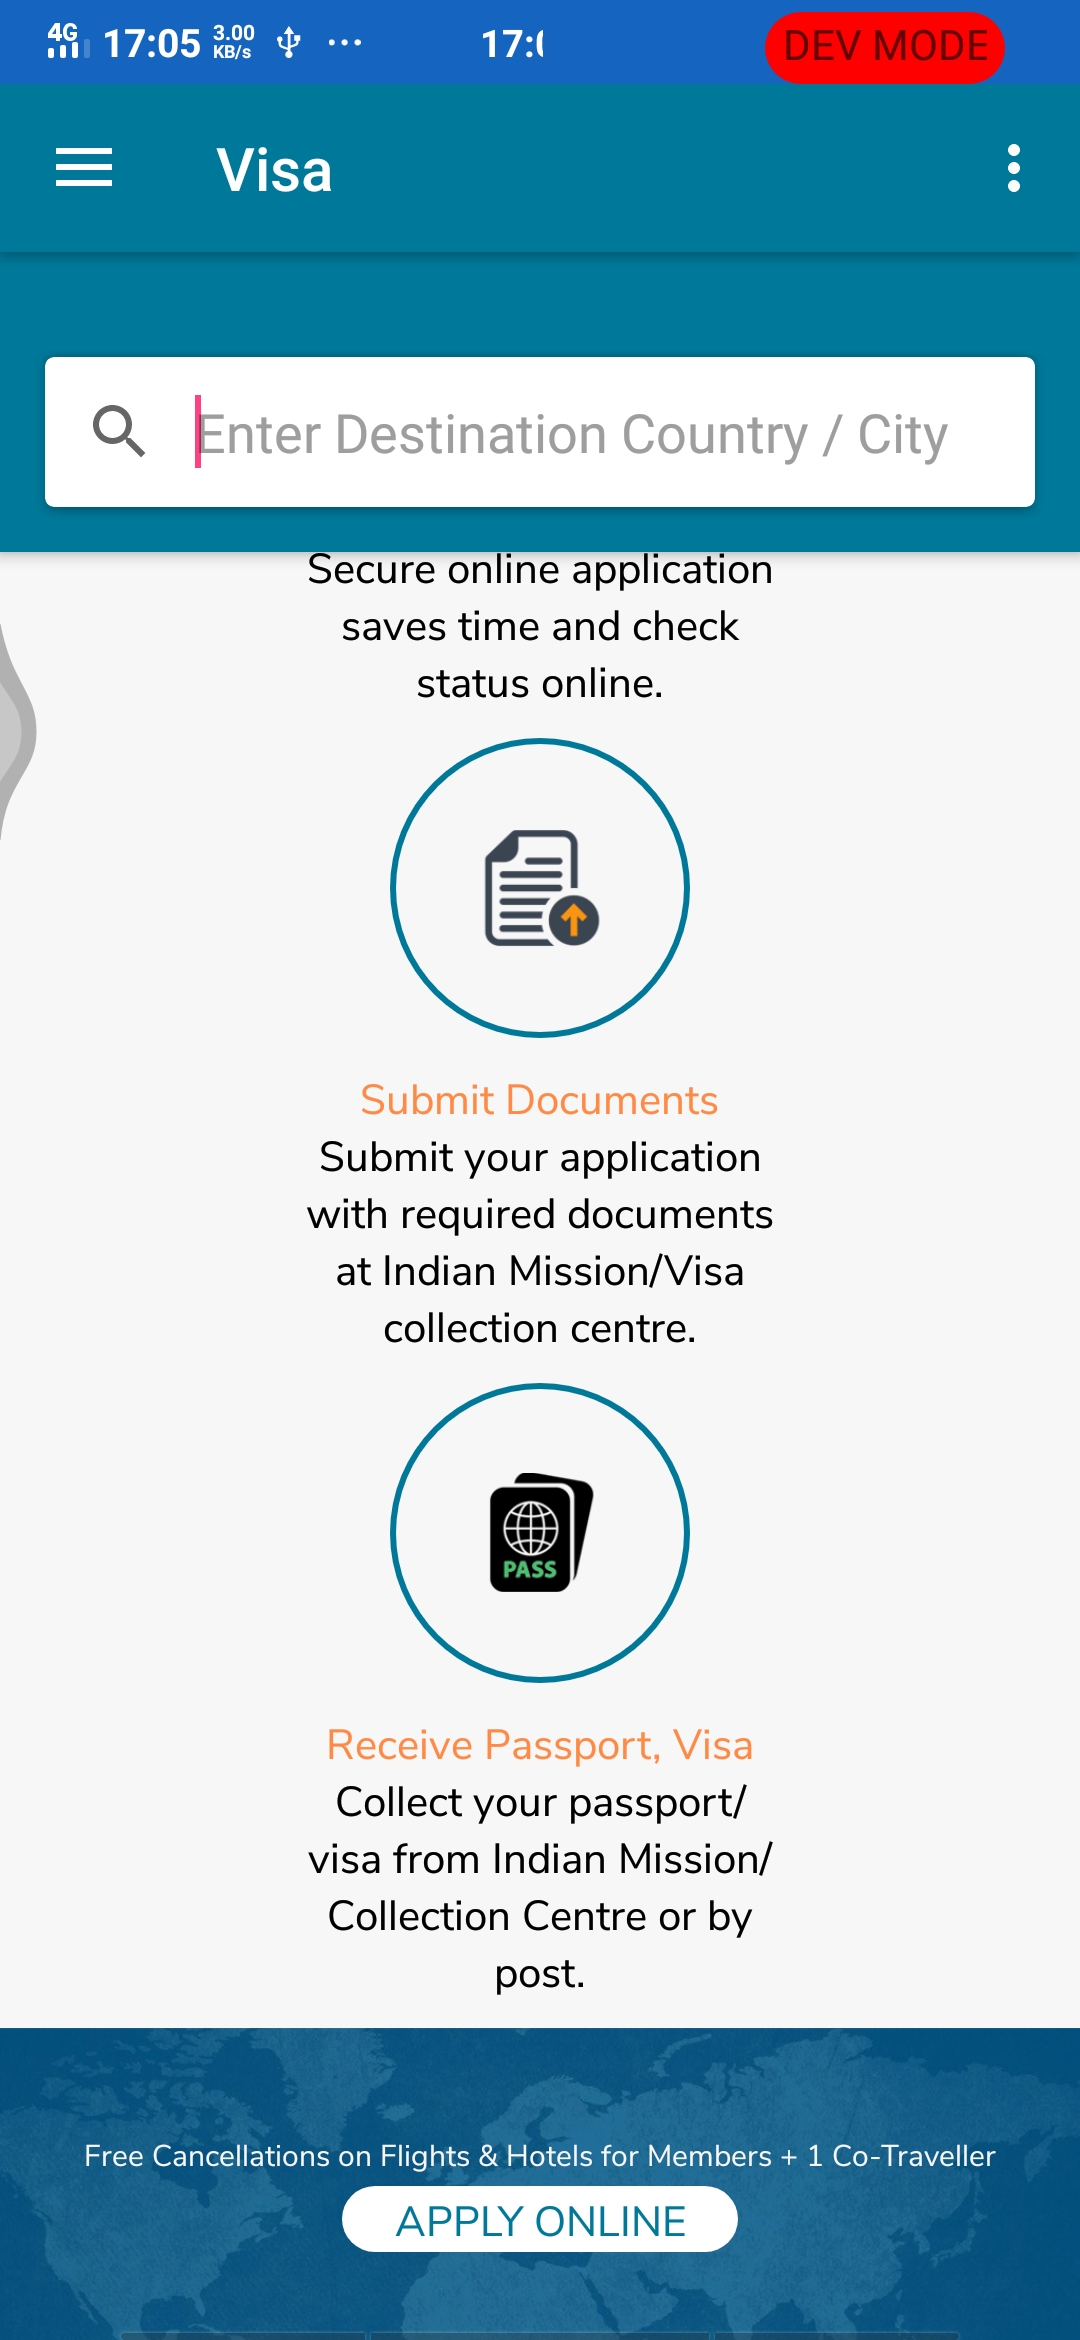 4G 17:05 3.00 KB/s ... 17:0 DEV MODE
Visa
Enter Destination Country / City
Secure online application
saves time and check
status online.
Submit Documents
Submit your application
with required documents
at Indian Mission/Visa
collection centre.
PASS
Receive Passport, Visa
Collect your passport/
visa from Indian Mission/
Collection Centre or by
post.
Free Cancellations on Flights & Hotels for Members + 1 Co-Traveller
APPLY ONLINE